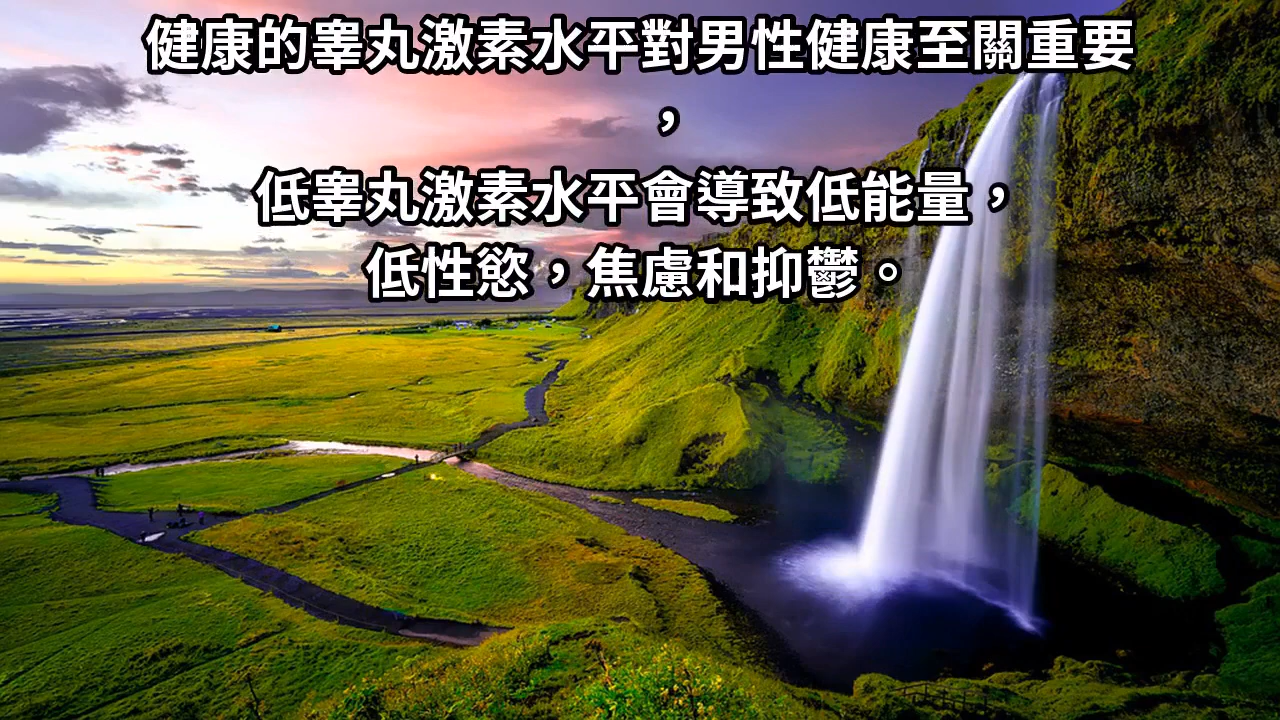 健康的睾丸激素水平對男性健康至關重要
，
低睾丸激素水平會導致低能量，
低性慾，焦慮和抑鬱。